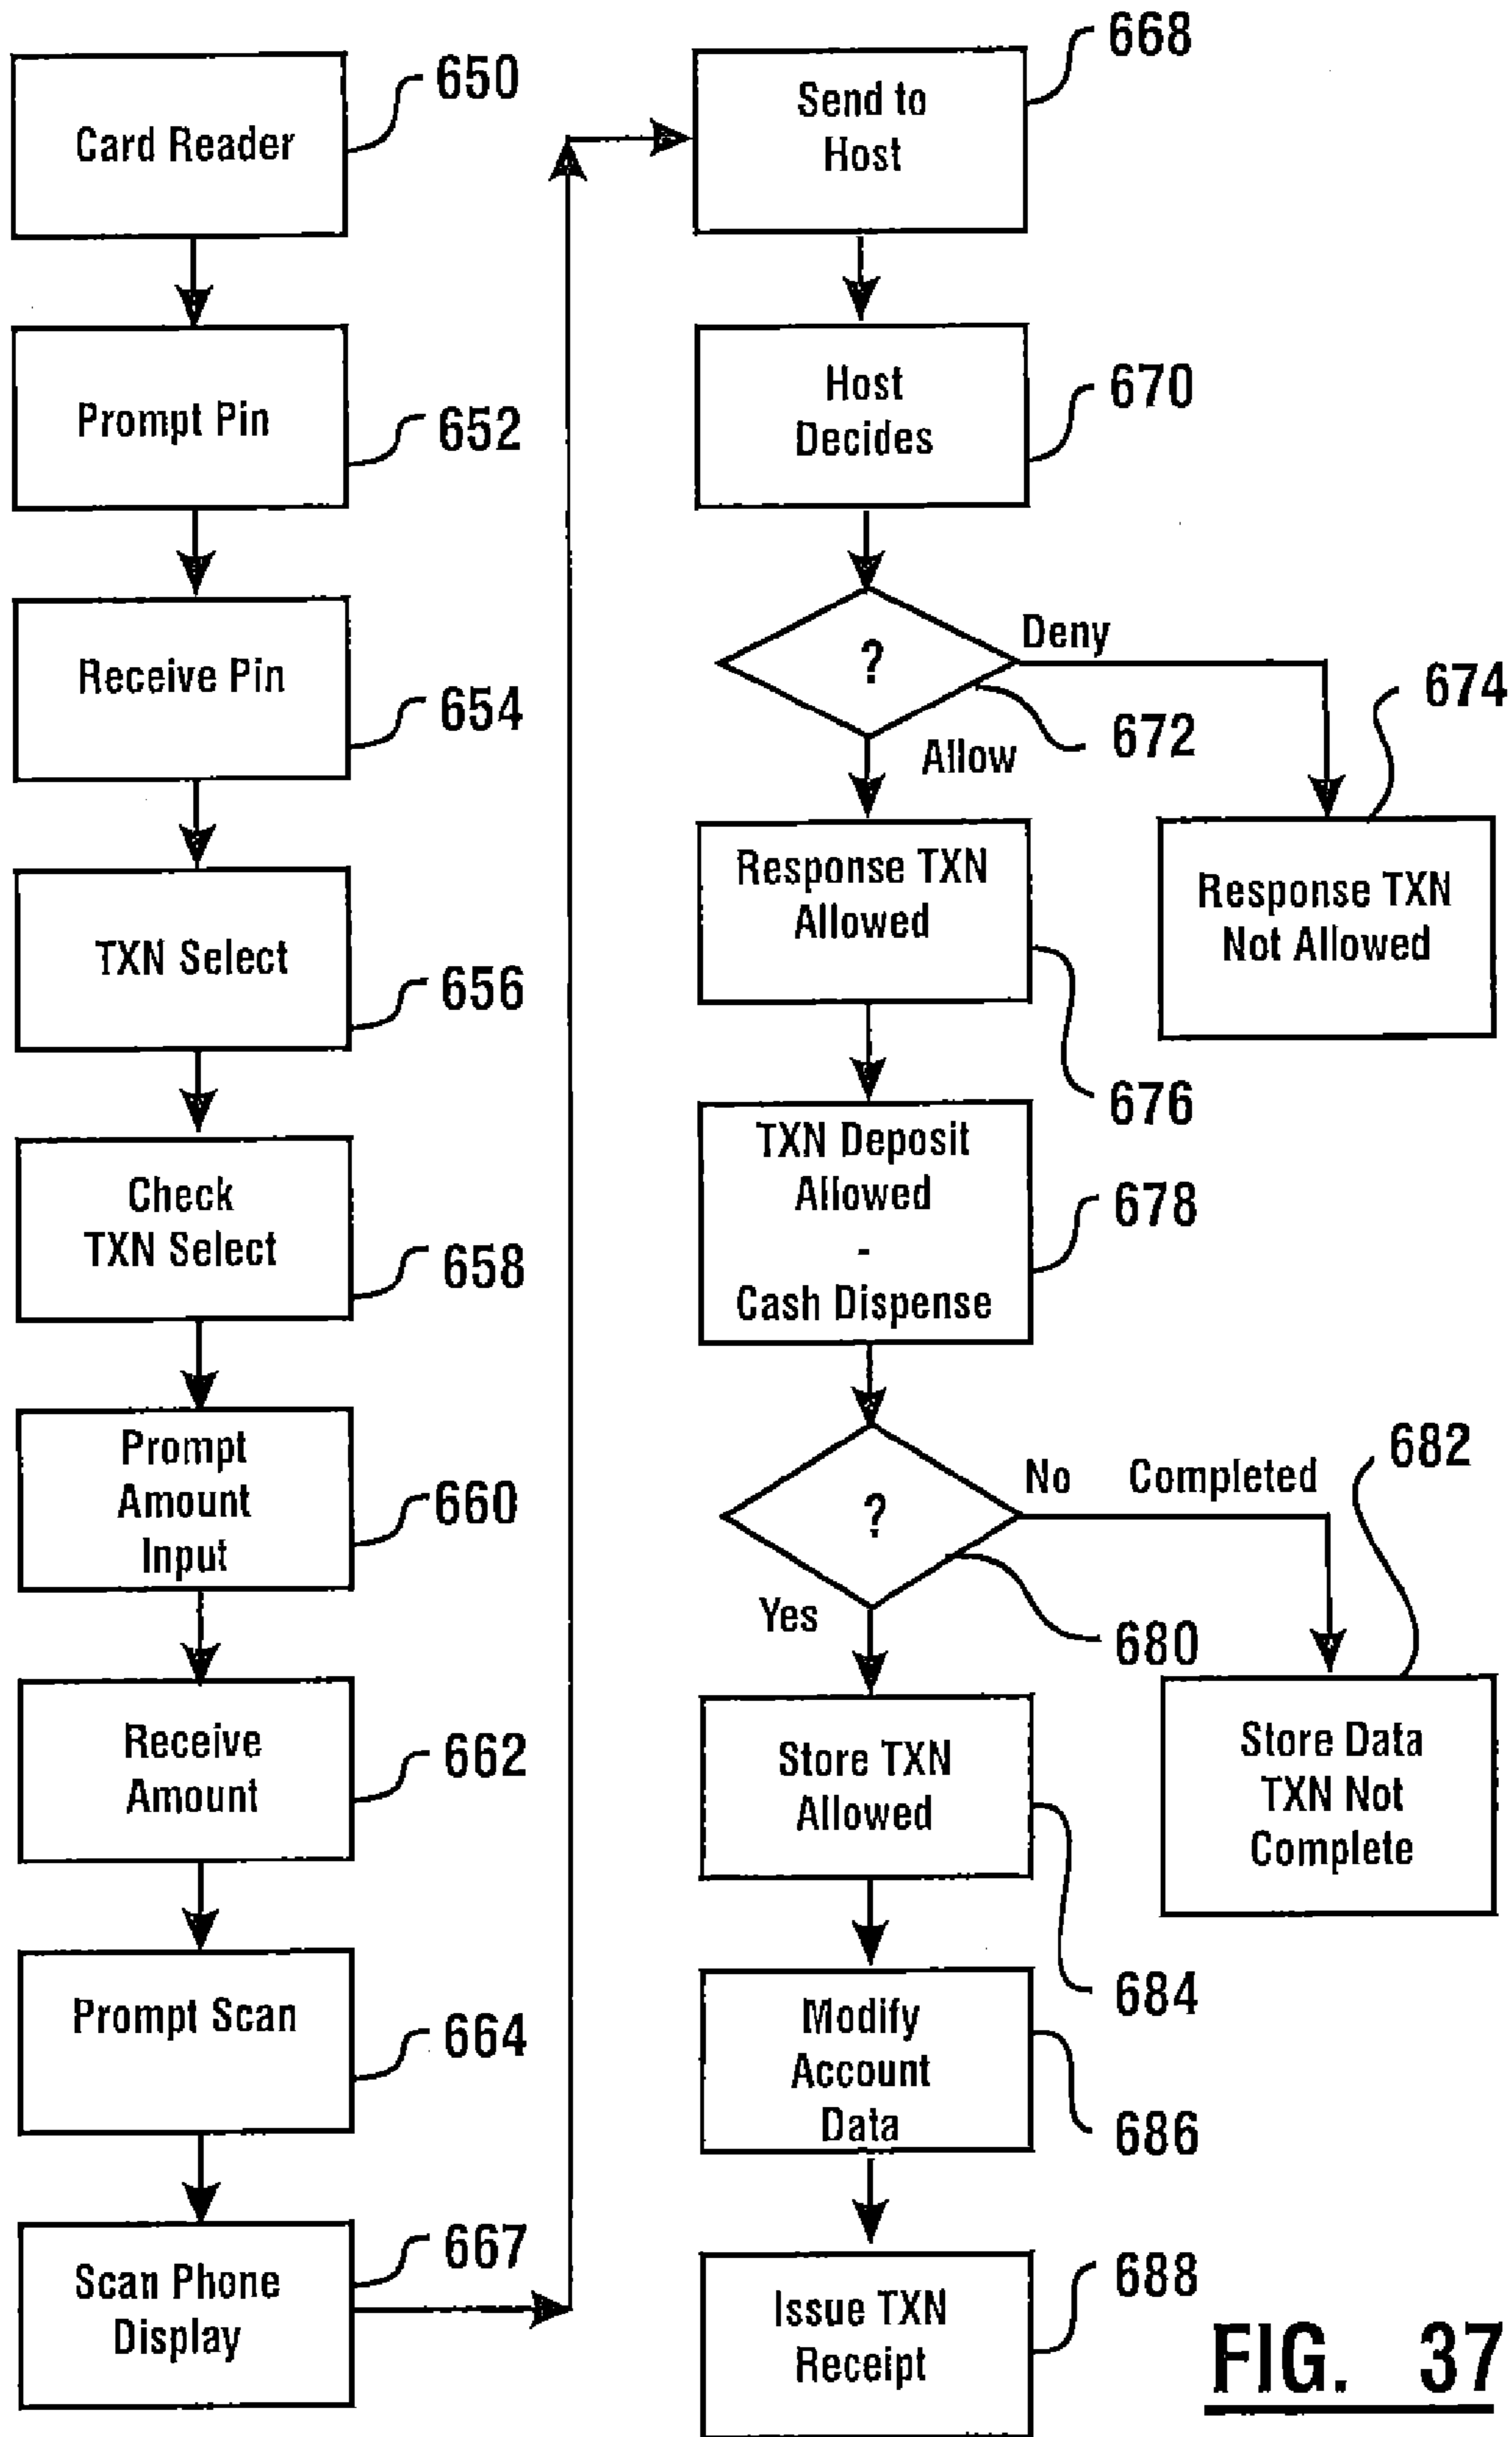 Card Reader
650
Prompt Pin
652
Receive Pin
654
TXN Select
656
Check
TXN Select
658
Prompt
Amount
Input
660
Receive
Amount
662
Prompt Scan
664
Scan Phone
Display
667
Send to
Host
668
Host
Decides
670
?
Deny
672
Allow
674
Response TXN
Not Allowed
Response TXN
Allowed
676
TXN Deposit
Allowed
-
Cash Dispense
678
?
No Completed
680
Yes
682
Store Data
TXN Not
Complete
Store TXN
Allowed
684
Modify
Account
Data
686
Issue TXN
Receipt
688
FIG. 37